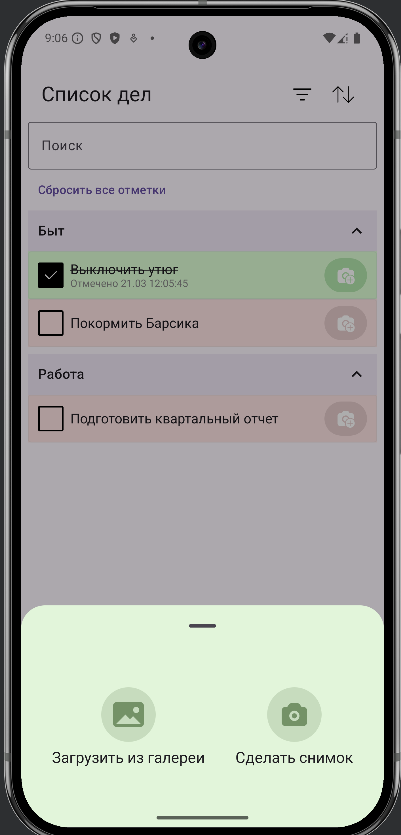 9:06
Список дел
Поиск
Сбросить все отметки
Быт
Выключить утюг
Отмечено 21.03 12:05:45
Покормить Барсика
Работа
Подготовить квартальный отчет
Загрузить из галереи
Сделать снимок